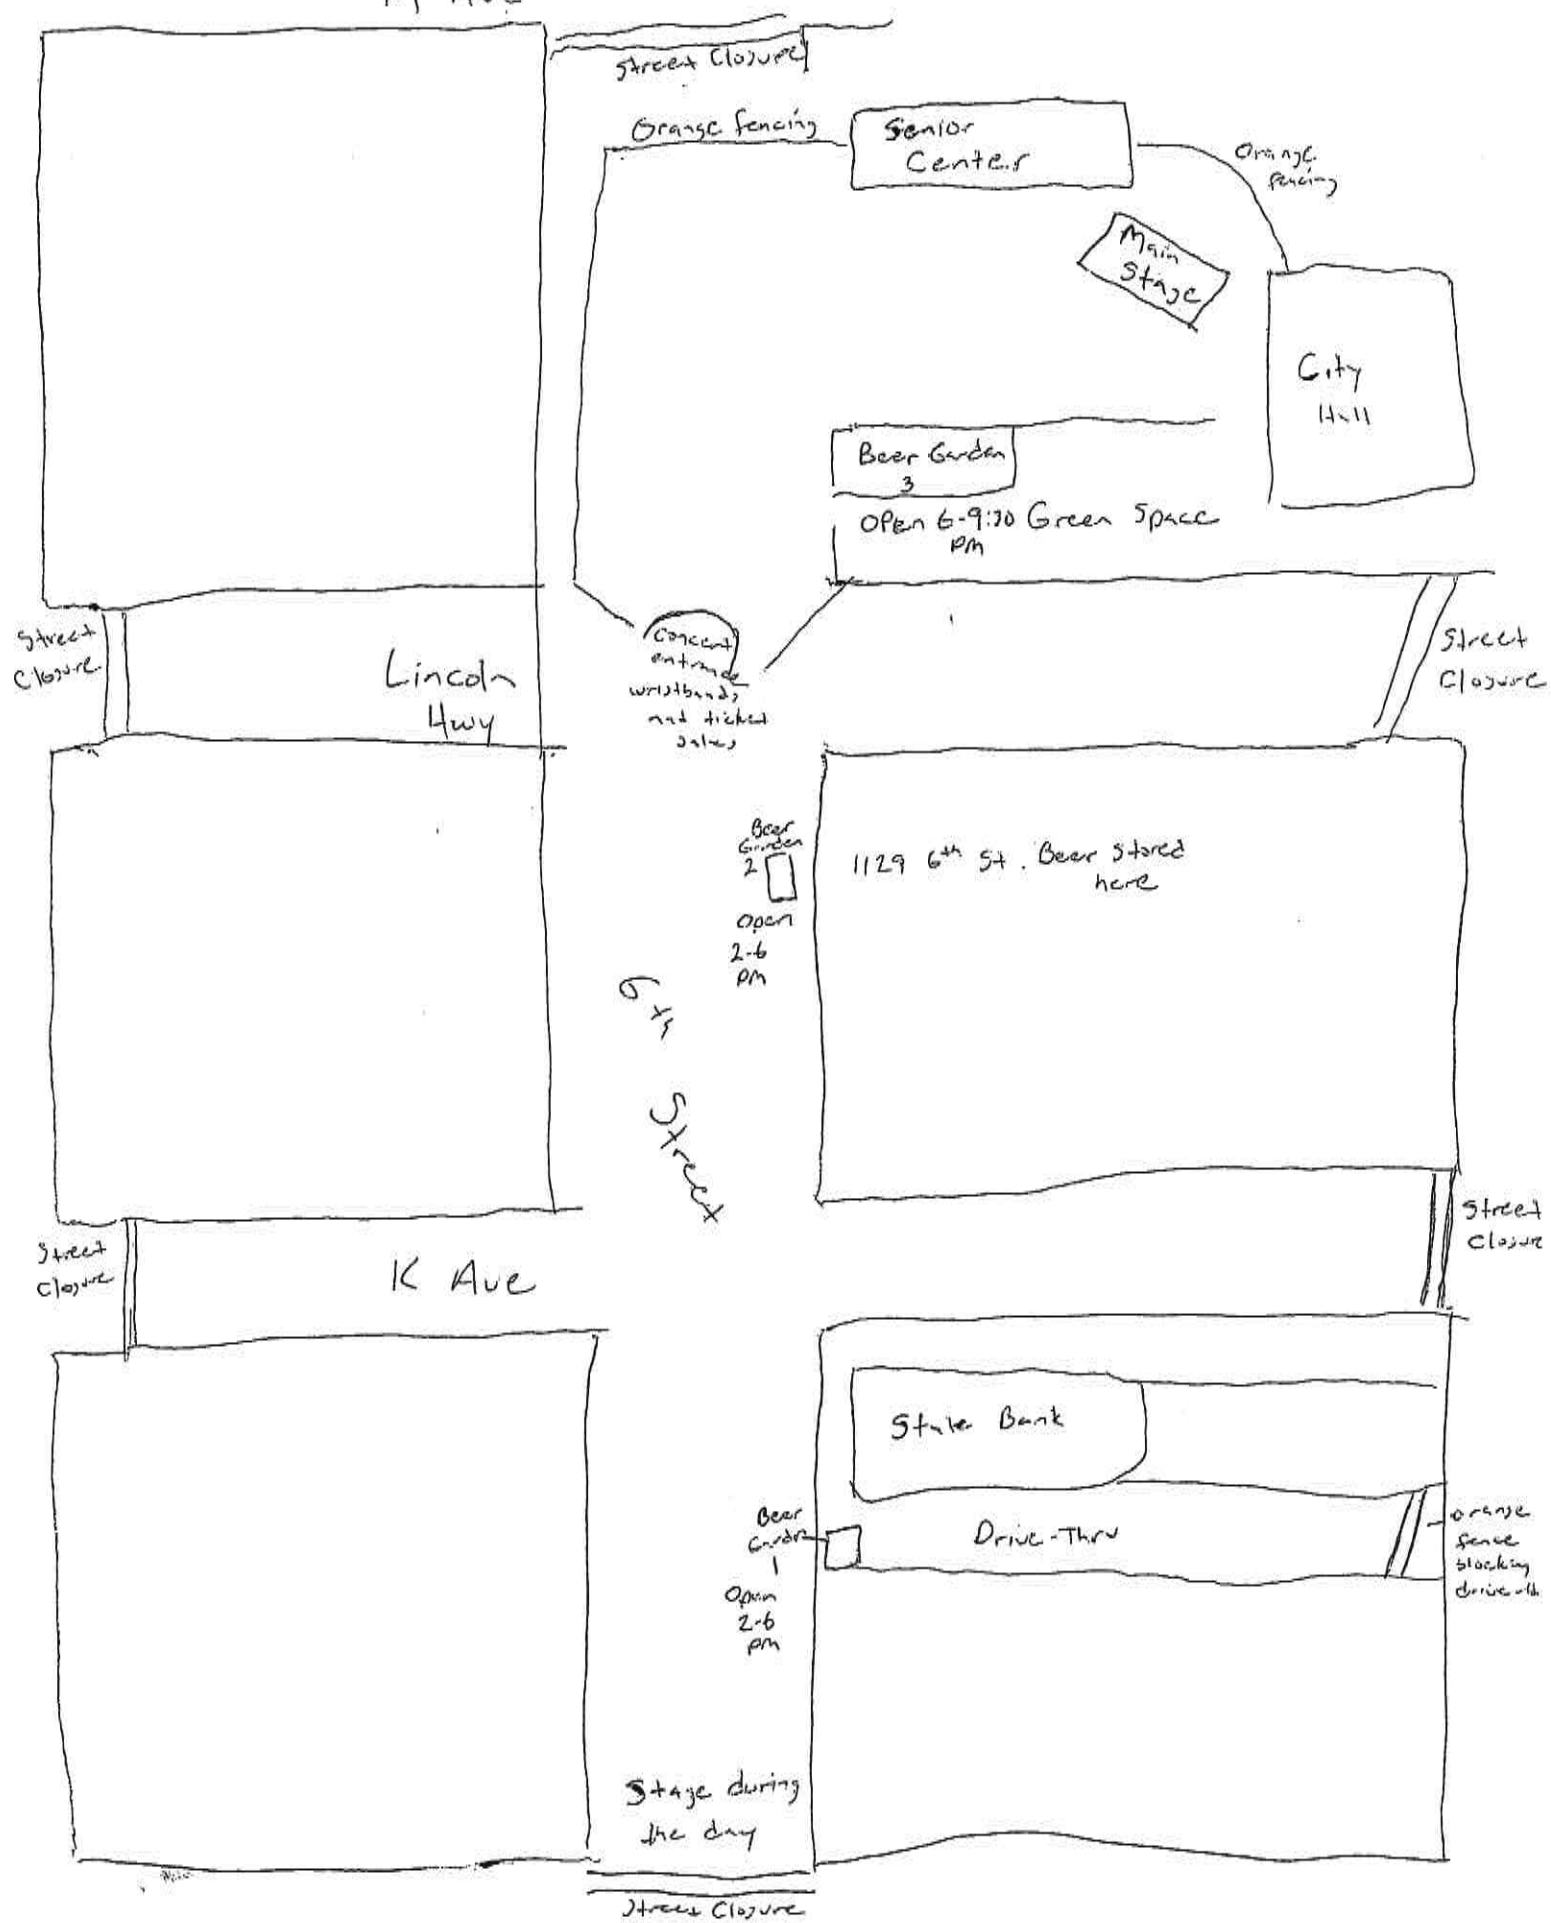 Street Closure
Orange fencing
Senior
Center
Orange
fencing
Main
Stage
City
Hall
Beer Garden
3
Open 6-9:30 Green Space
pm
Street
Closure
Lincoln
Hwy
Concert
entrance
wristbands
and ticket
sales
Street
Closure
Beer
Garden
2
Open
2-6
pm
1129 6th St. Beer Stored
here
6th
Street
Street
Closure
K Ave
Street
Closure
State Bank
Beer
Garden
1
Open
2-6
pm
Drive-Thru
orange
fence
blocking
Stage during
the day
Street Closure